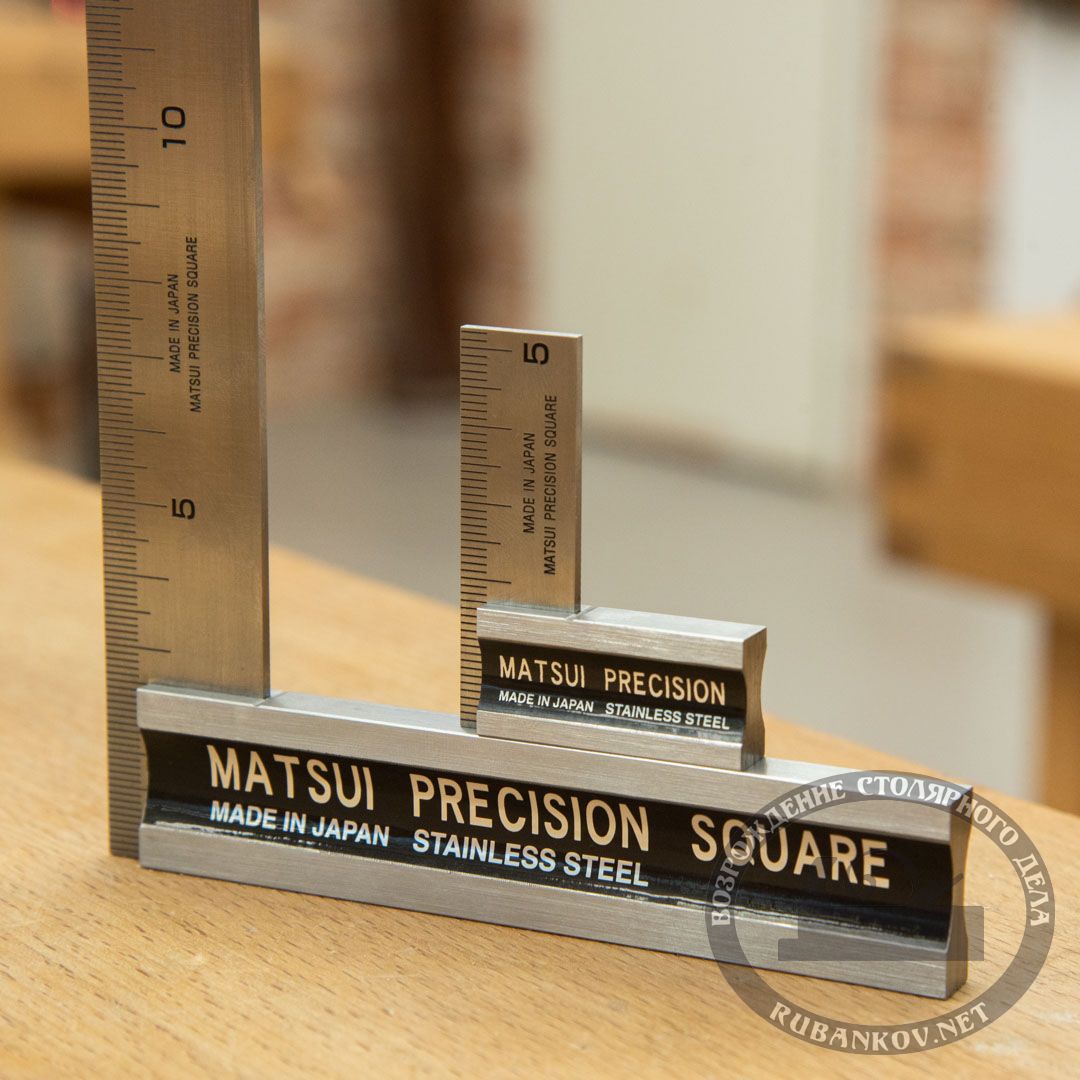 10
MADE IN JAPAN
MATSUI PRECISION SQUARE
5
5
MADE IN JAPAN
MATSUI PRECISION SQUARE
MATSUI PRECISION
MADE IN JAPAN STAINLESS STEEL
MATSUI PRECISION SQUARE
MADE IN JAPAN STAINLESS STEEL
ВОЗРОЖДЕНИЕ СТОЛЯРНОГО ДЕЛА
RUBANKOV.NET